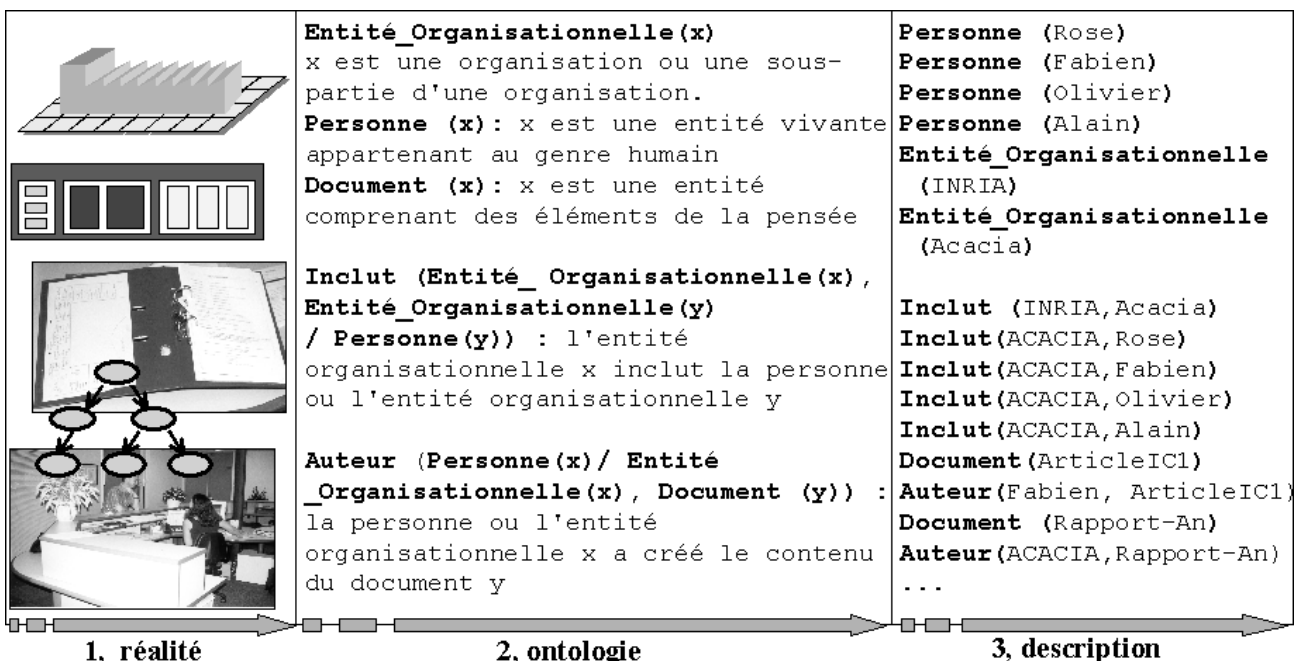 Entité_Organisationnelle(x)
x est une organisation ou une sous-
partie d'une organisation.
Personne (x): x est une entité vivante
appartenant au genre humain
Document (x): x est une entité
comprenant des éléments de la pensée
Inclut (Entité_ Organisationnelle(x),
Entité_Organisationnelle(y)
/ Personne(y)) : l'entité
organisationnelle x inclut la personne
ou l'entité organisationnelle y
Auteur (Personne(x)/ Entité
_Organisationnelle(x), Document (y)) :
la personne ou l'entité
organisationnelle x a créé le contenu
du document y
Personne (Rose)
Personne (Fabien)
Personne (Olivier)
Personne (Alain)
Entité_Organisationnelle
(INRIA)
Entité_Organisationnelle
(Acacia)
Inclut (INRIA,Acacia)
Inclut(ACACIA,Rose)
Inclut(ACACIA,Fabien)
Inclut(ACACIA,Olivier)
Inclut(ACACIA,Alain)
Document(ArticleIC1)
Auteur(Fabien, ArticleIC1)
Document (Rapport-An)
Auteur(ACACIA,Rapport-An)
...
1, réalité
2, ontologie
3, description